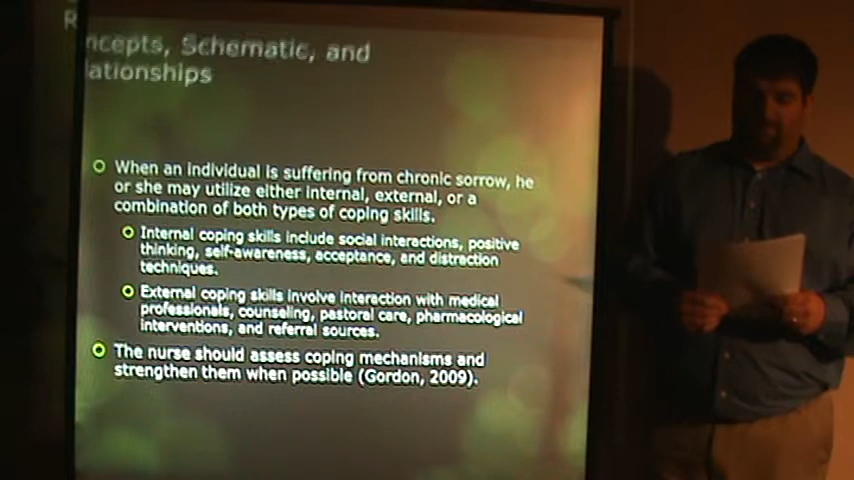 ncepts, Schematic, and
lationships
When an individual is suffering from chronic sorrow, he
or she may utilize either internal, external, or a
combination of both types of coping skills.
Internal coping skills include social interactions, positive
thinking, self-awareness, acceptance, and distraction
techniques.
External coping skills involve interaction with medical
professionals, counseling, pastoral care, pharmacological
interventions, and referral sources.
The nurse should assess coping mechanisms and
strengthen them when possible (Gordon, 2009).